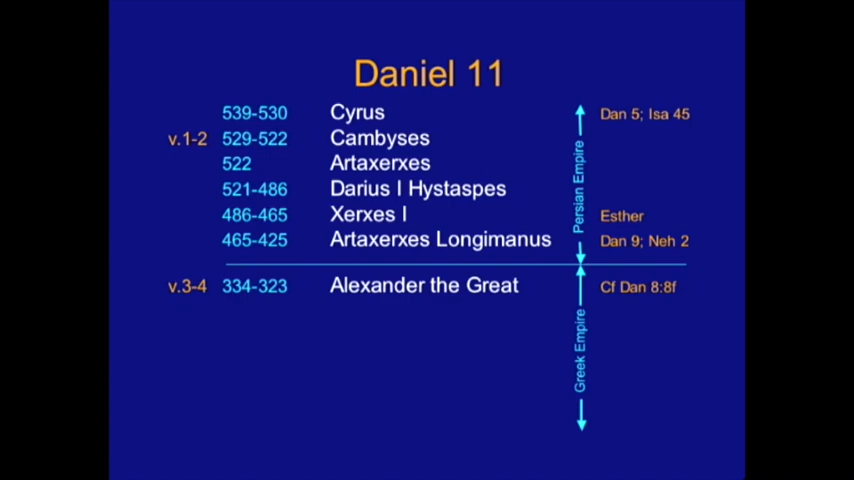 Daniel 11
539-530 Cyrus Dan 5; Isa 45
v.1-2 529-522 Cambyses
522 Artaxerxes
521-486 Darius I Hystaspes
486-465 Xerxes I Esther
465-425 Artaxerxes Longimanus Dan 9; Neh 2
Persian Empire
v.3-4 334-323 Alexander the Great Cf Dan 8:8f
Greek Empire